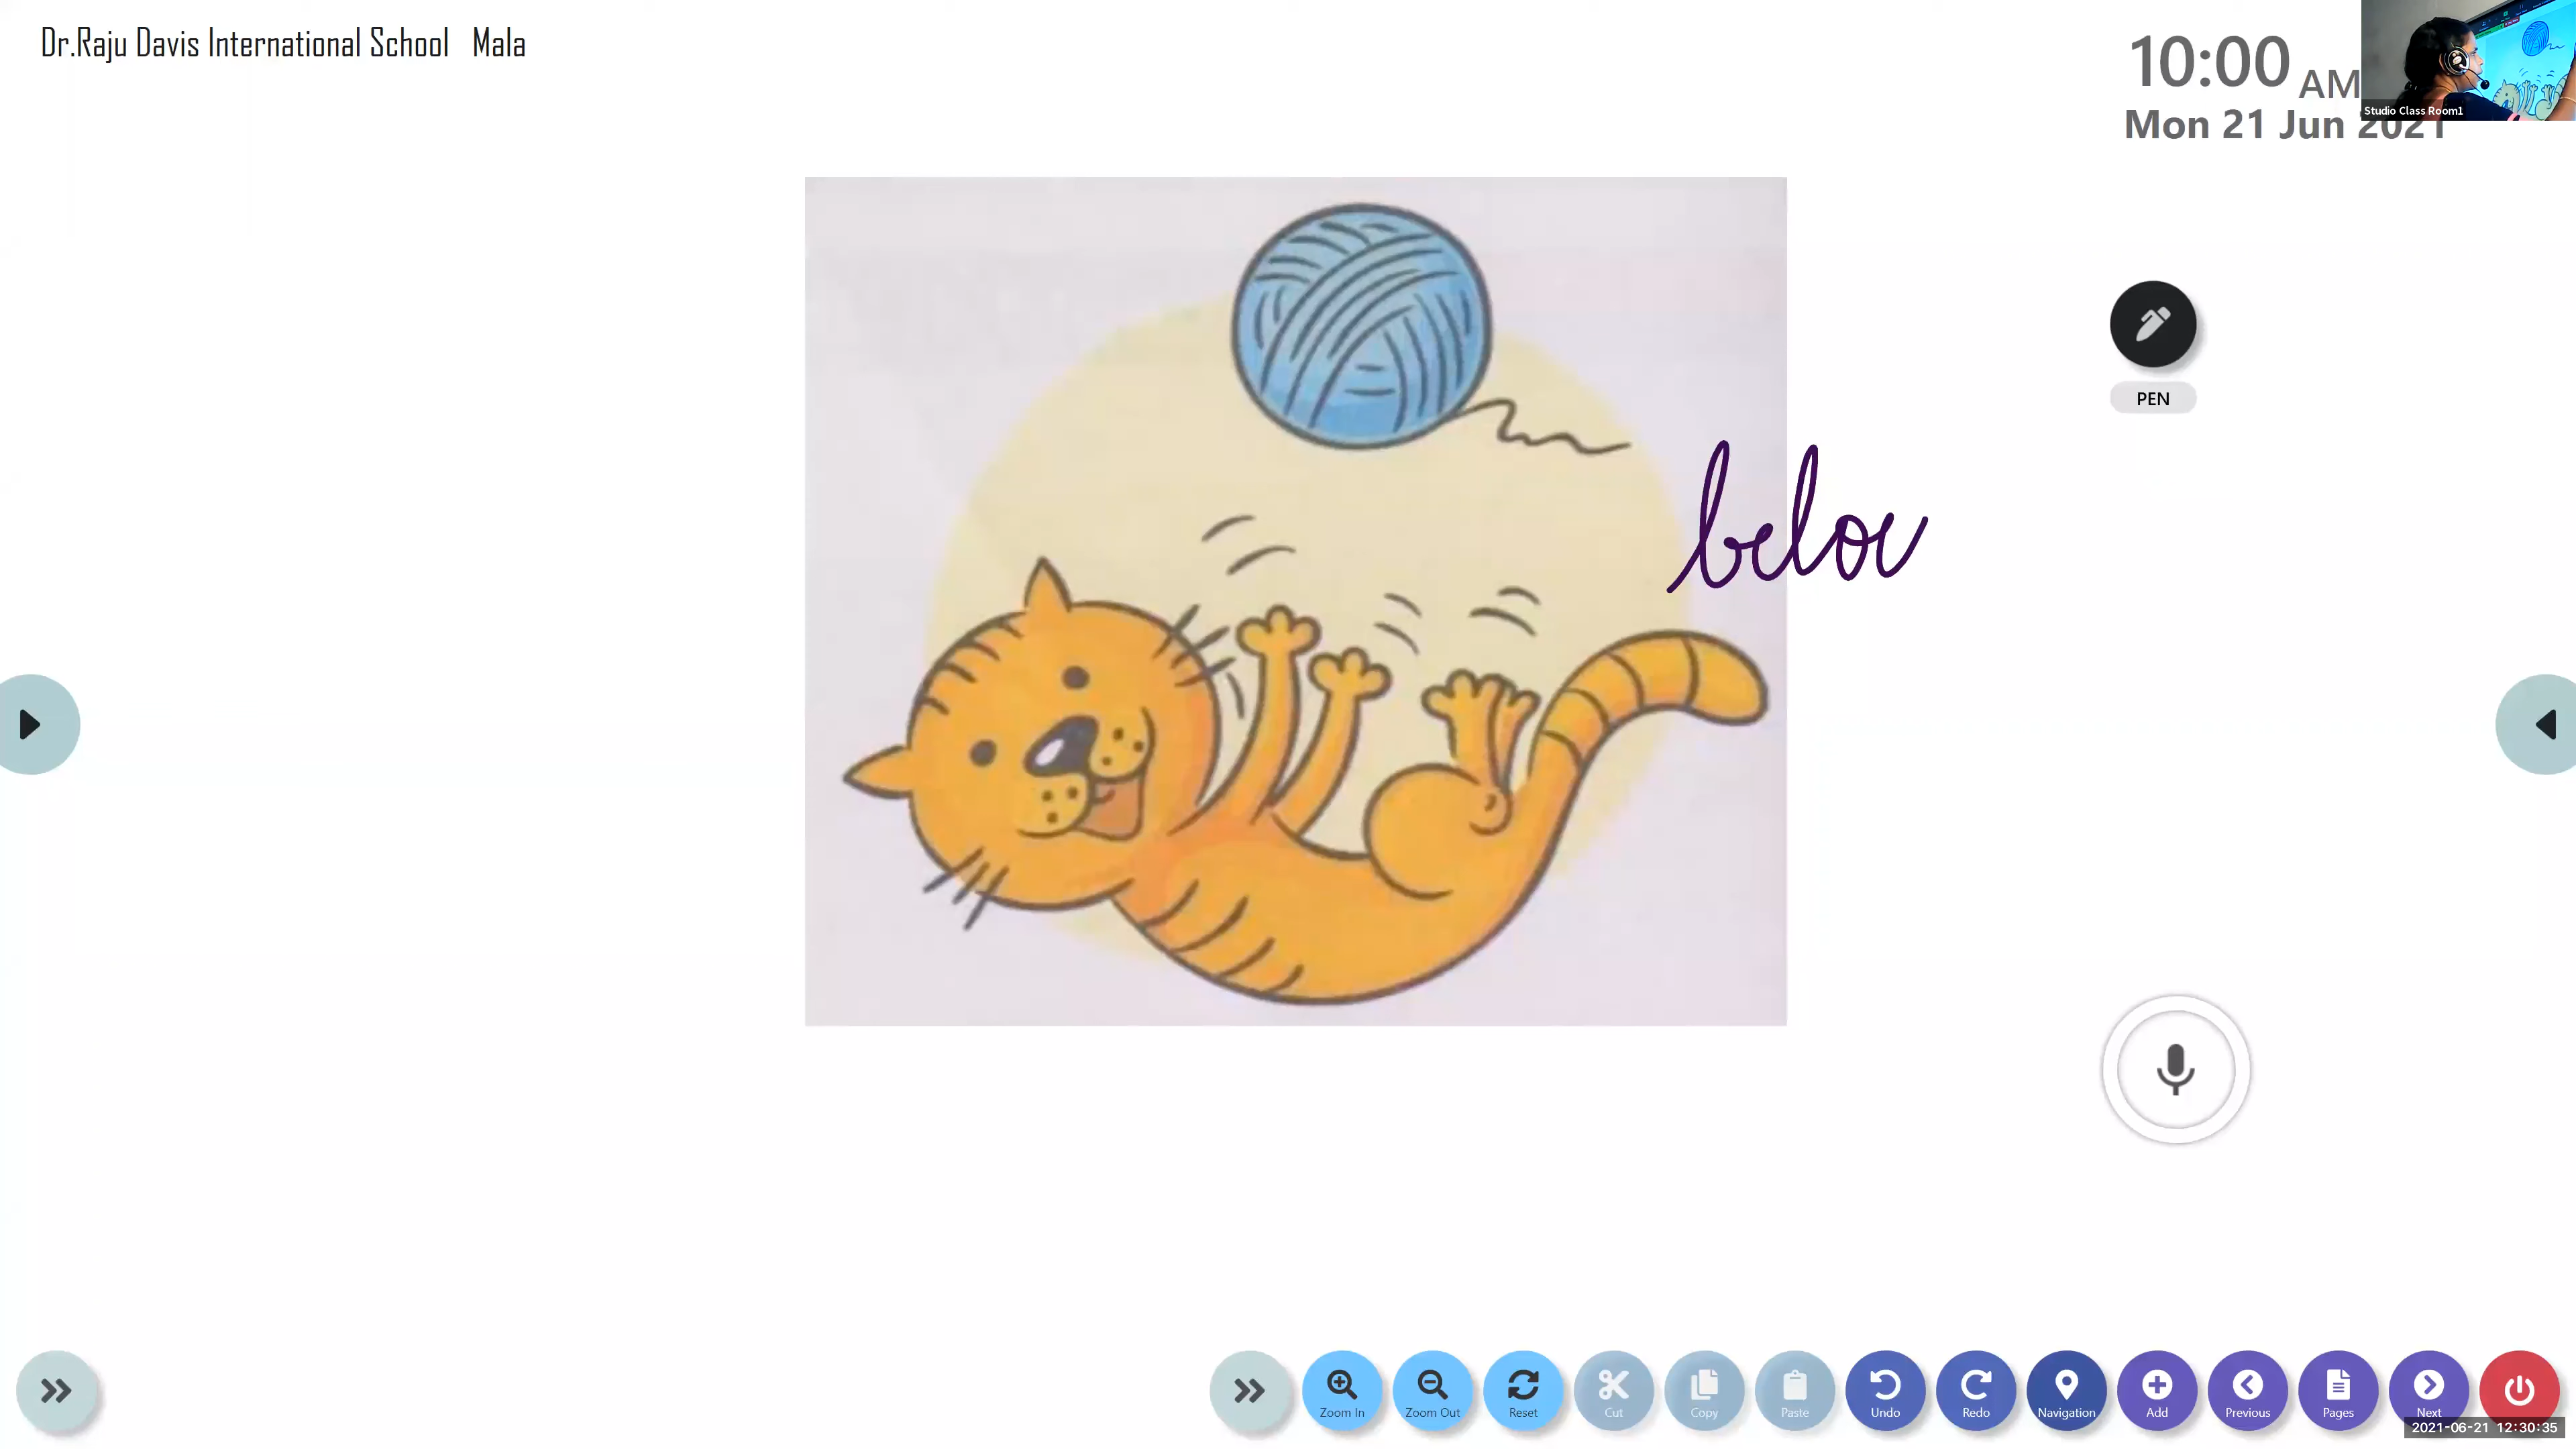 Dr.Raju Davis International School Mala
10:00 AM
Mon 21 Jun 2021
Studio Class Room1
PEN
belov
Zoom In
Zoom Out
Reset
Cut
Copy
Paste
Undo
Redo
Navigation
Add
Previous
Pages
Next
2021-06-21 12:30:35